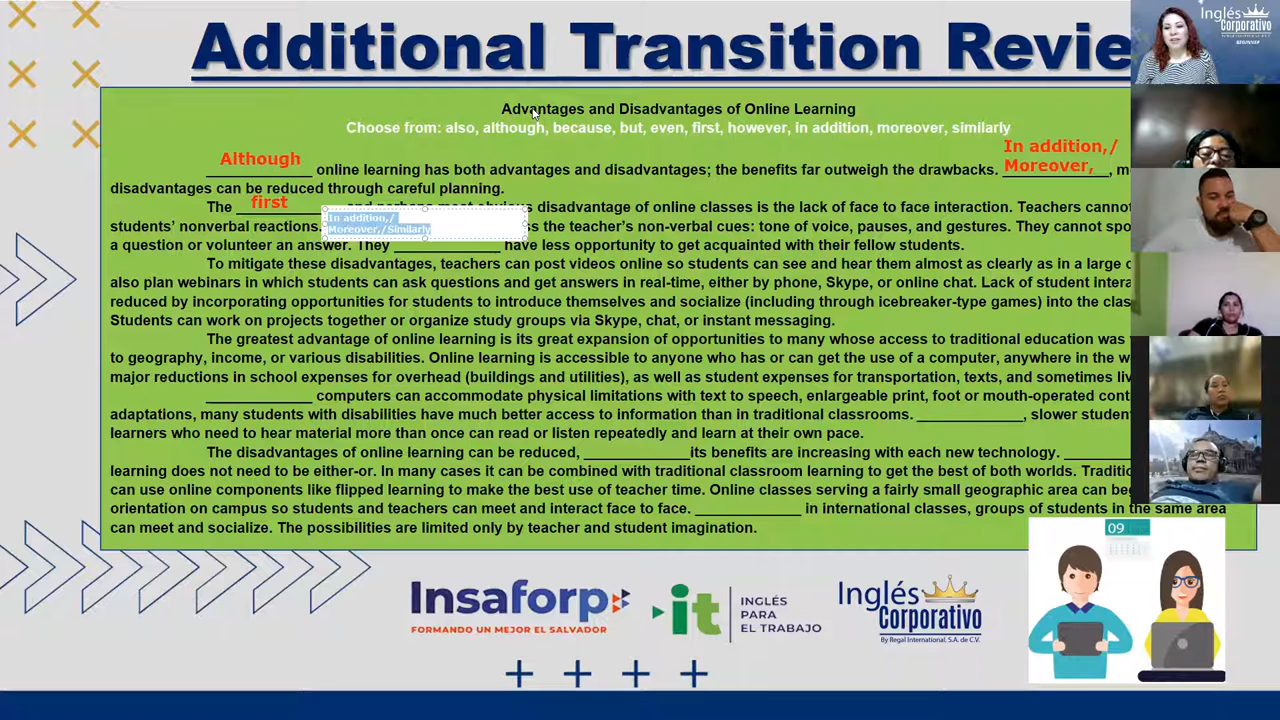 Additional Transition Revie
Inglés
Corporativo
BEGINNER
Advantages and Disadvantages of Online Learning
Choose from: also, although, because, but, even, first, however, in addition, moreover, similarly
Although
In addition,/
Moreover,
____________ online learning has both advantages and disadvantages; the benefits far outweigh the drawbacks. ____________, m
disadvantages can be reduced through careful planning.
first
The ____________ disadvantage of online classes is the lack of face to face interaction. Teachers cannot
In addition,/
Moreover,/Similarly
students' nonverbal reactions. the teacher's non-verbal cues: tone of voice, pauses, and gestures. They cannot spo
a question or volunteer an answer. They ____________ have less opportunity to get acquainted with their fellow students.
To mitigate these disadvantages, teachers can post videos online so students can see and hear them almost as clearly as in a large c
also plan webinars in which students can ask questions and get answers in real-time, either by phone, Skype, or online chat. Lack of student intera
reduced by incorporating opportunities for students to introduce themselves and socialize (including through icebreaker-type games) into the clas
Students can work on projects together or organize study groups via Skype, chat, or instant messaging.
The greatest advantage of online learning is its great expansion of opportunities to many whose access to traditional education was
to geography, income, or various disabilities. Online learning is accessible to anyone who has or can get the use of a computer, anywhere in the w
major reductions in school expenses for overhead (buildings and utilities), as well as student expenses for transportation, texts, and sometimes liv
____________ computers can accommodate physical limitations with text to speech, enlargeable print, foot or mouth-operated cont
adaptations, many students with disabilities have much better access to information than in traditional classrooms. ____________, slower student
learners who need to hear material more than once can read or listen repeatedly and learn at their own pace.
The disadvantages of online learning can be reduced, ____________its benefits are increasing with each new technology. ________
learning does not need to be either-or. In many cases it can be combined with traditional classroom learning to get the best of both worlds. Traditio
can use online components like flipped learning to make the best use of teacher time. Online classes serving a fairly small geographic area can beg
orientation on campus so students and teachers can meet and interact face to face. ____________ in international classes, groups of students in the same area
can meet and socialize. The possibilities are limited only by teacher and student imagination.
09
Insaforp
FORMANDO UN MEJOR EL SALVADOR
it
INGLÉS
PARA
EL TRABAJO
Inglés
Corporativo
By Regal International, S.A. de C.V.